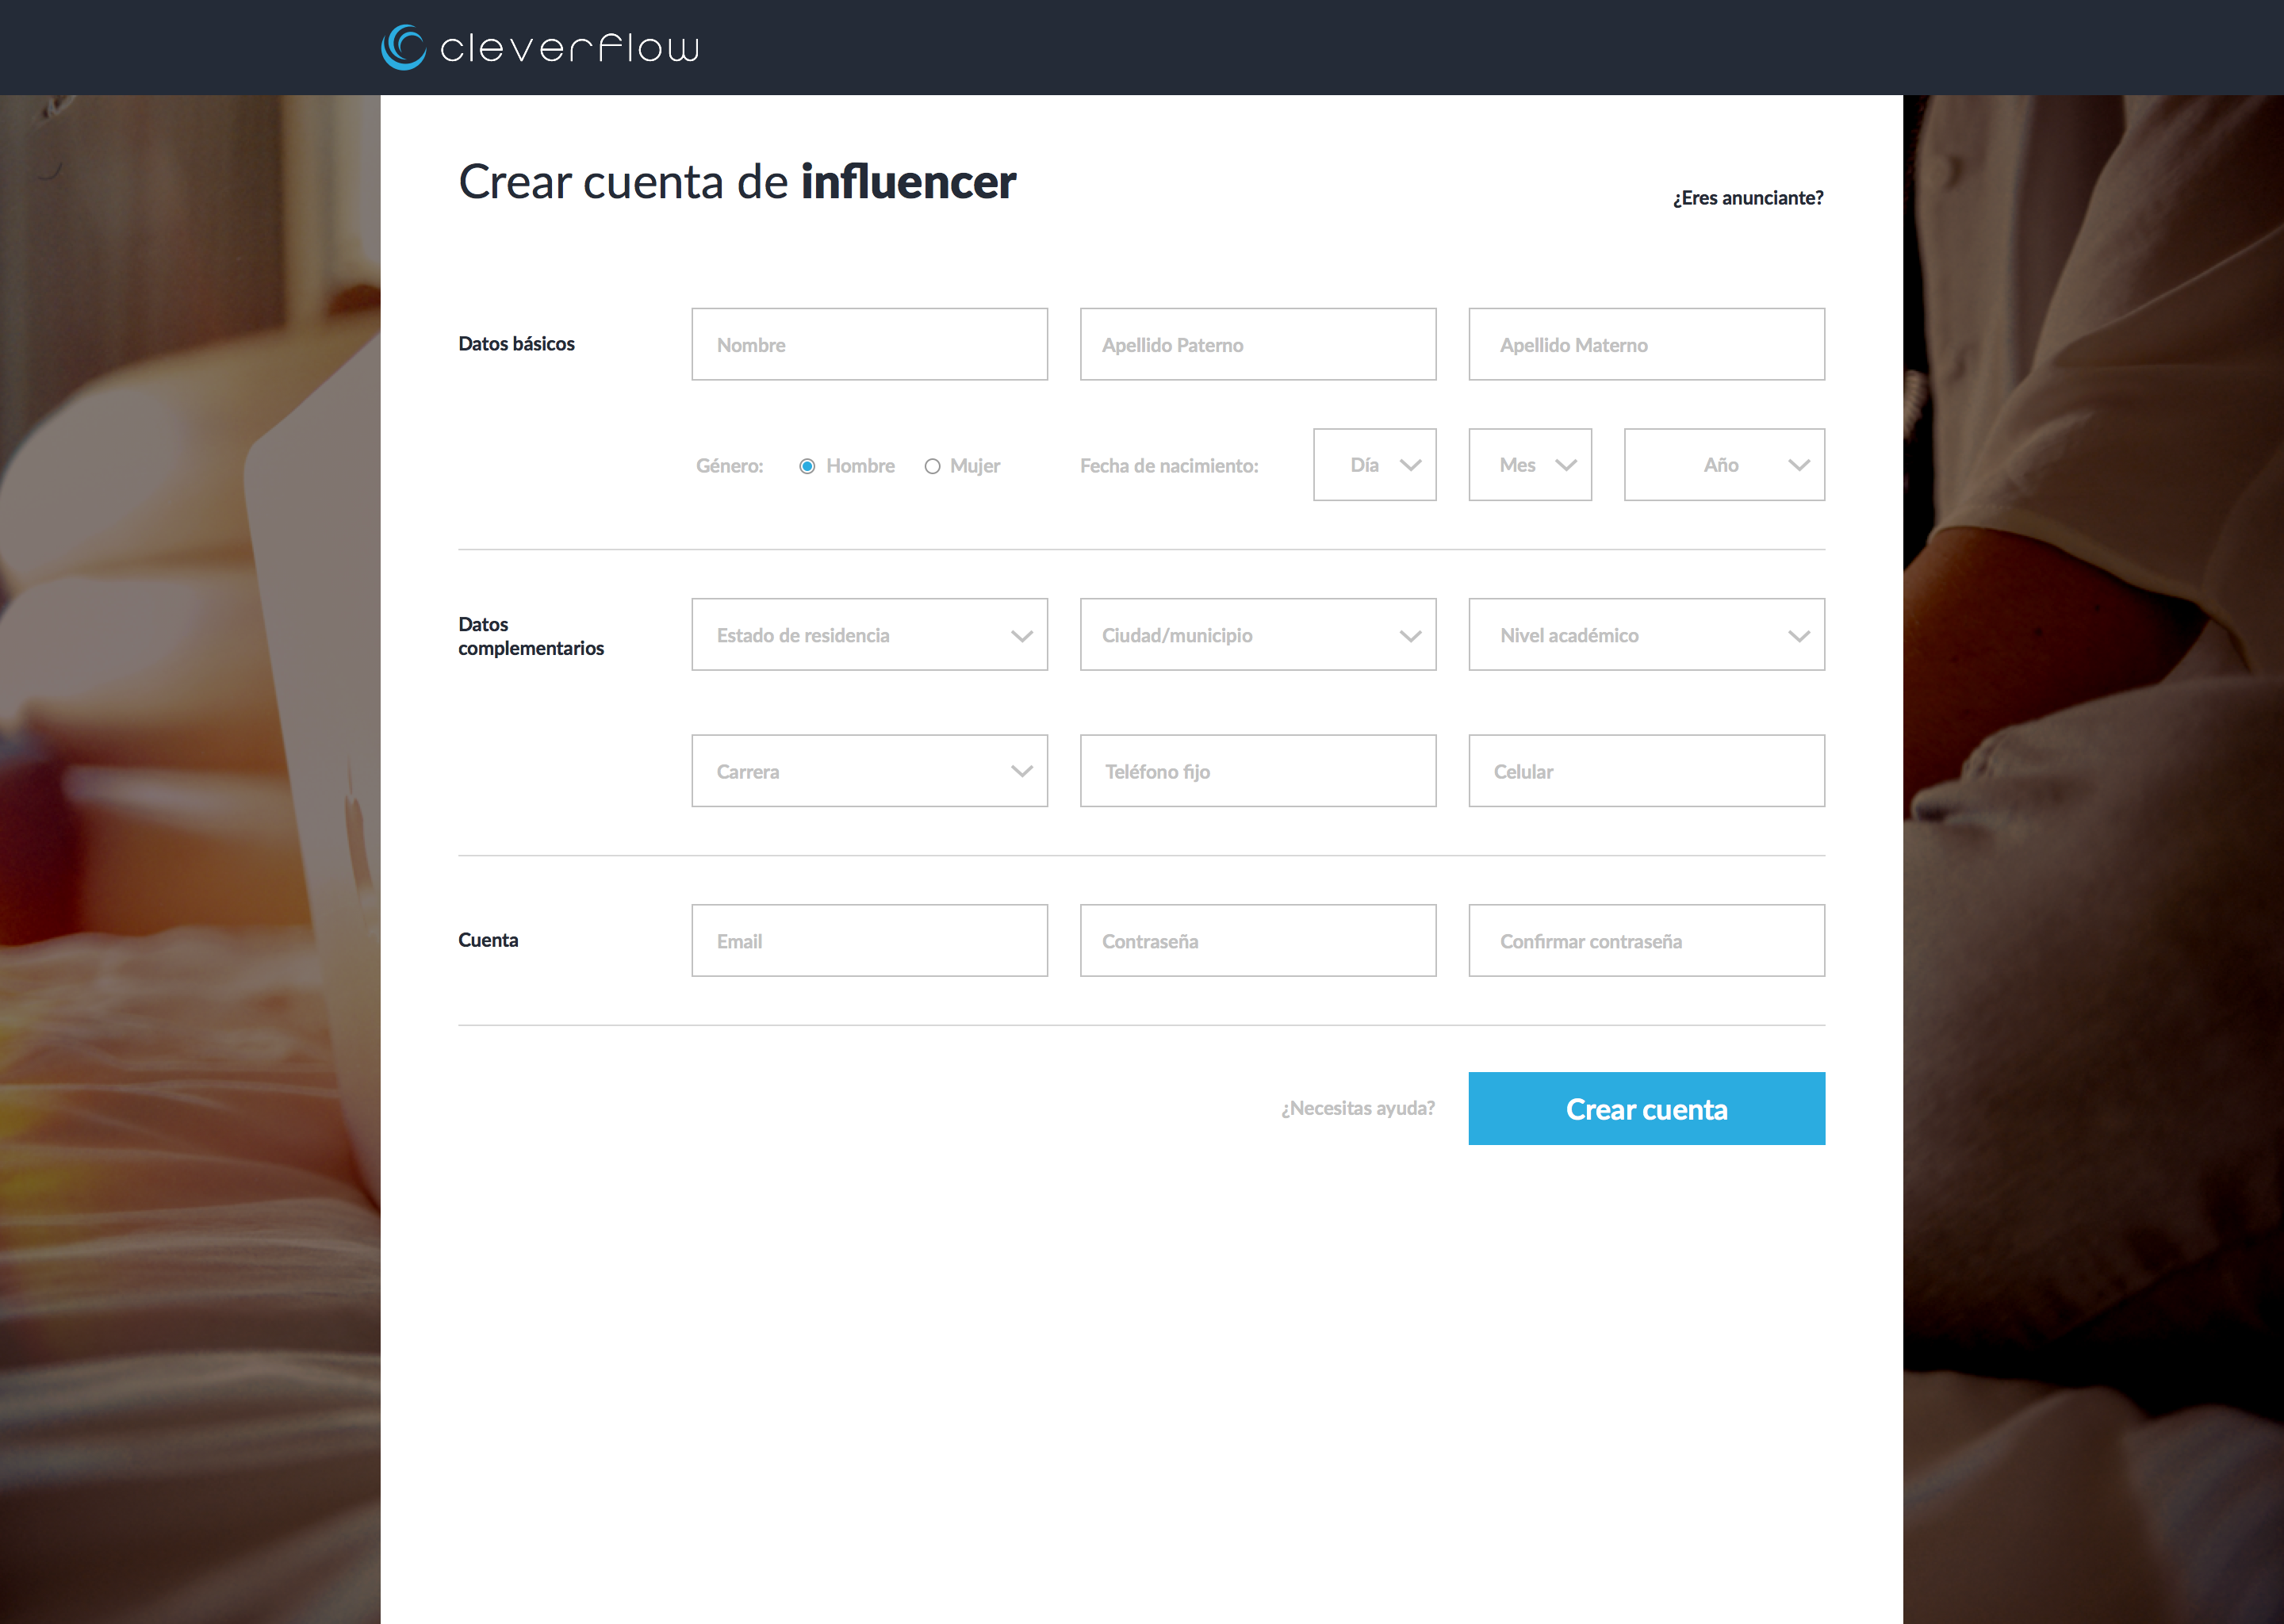 cleverflow
Crear cuenta de influencer
¿Eres anunciante?
Datos básicos
Nombre
Apellido Paterno
Apellido Materno
Género:
Hombre
Mujer
Fecha de nacimiento:
Día
Mes
Año
Datos
complementarios
Estado de residencia
Ciudad/municipio
Nivel académico
Carrera
Teléfono fijo
Celular
Cuenta
Email
Contraseña
Confirmar contraseña
¿Necesitas ayuda?
Crear cuenta